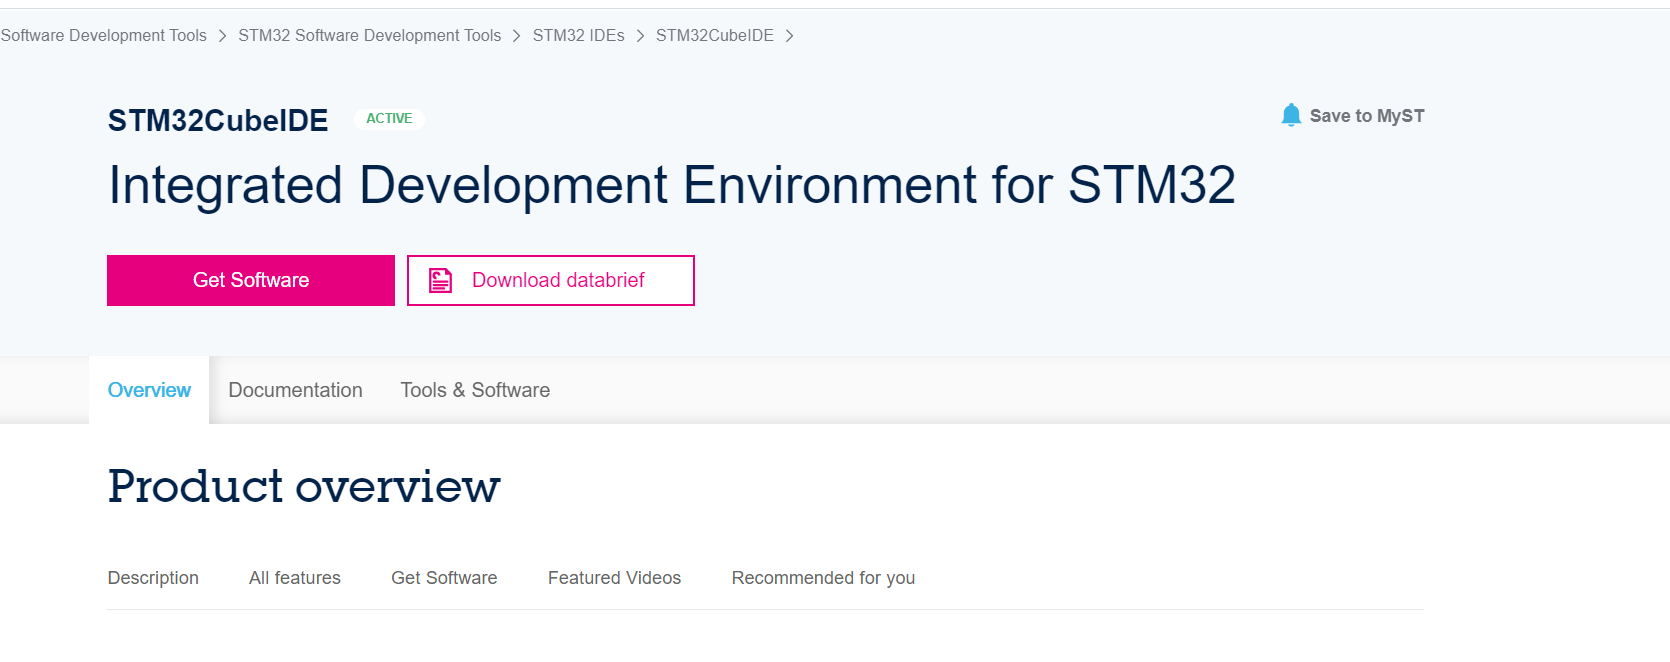 Software Development Tools > STM32 Software Development Tools > STM32 IDEs > STM32CubeIDE >
STM32CubeIDE ACTIVE
Save to MyST
Integrated Development Environment for STM32
Get Software Download databrief
Overview Documentation Tools & Software
Product overview
Description All features Get Software Featured Videos Recommended for you